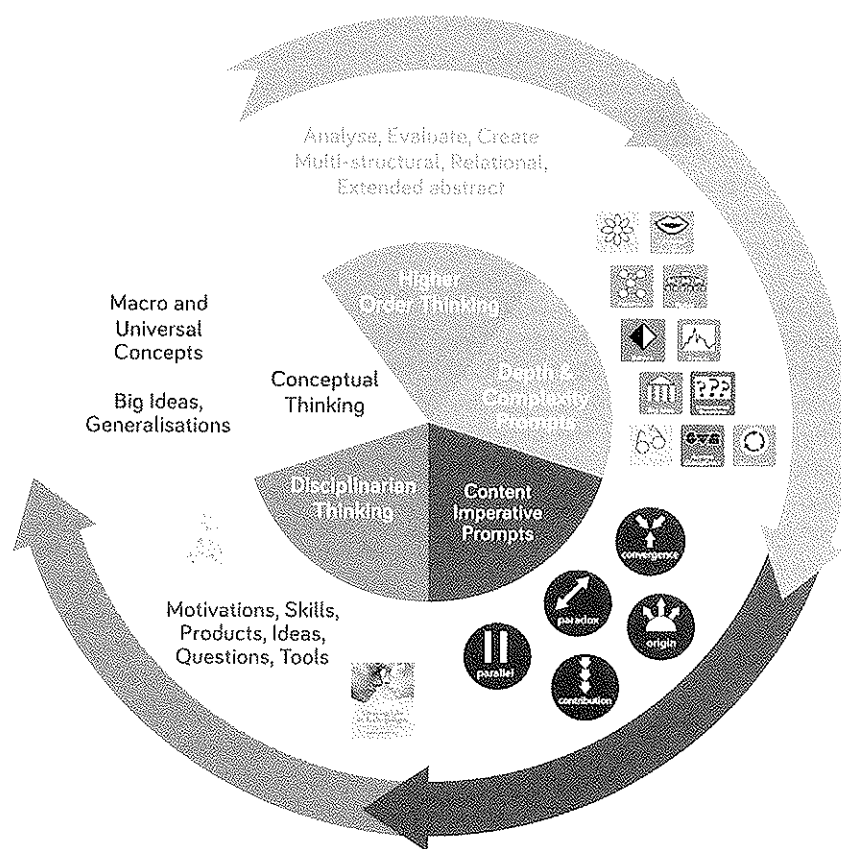 Analyse, Evaluate, Create
Multi-structural, Relational,
Extended abstract
Higher
Order Thinking
Macro and
Universal
Concepts
Big Ideas,
Generalisations
Conceptual
Thinking
Depth &
Complexity
Prompts
???
Disciplinarian
Thinking
Content
Imperative
Prompts
convergence
paradox
origin
parallel
contribution
Motivations, Skills,
Products, Ideas,
Questions, Tools